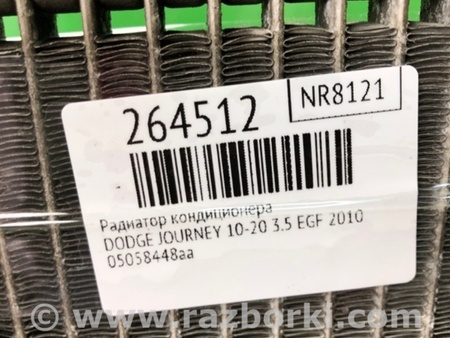 264512
NR8121
Радиатор кондиционера
DODGE JOURNEY 10-20 3.5 EGF 2010
05058448aa
www.razborki.com